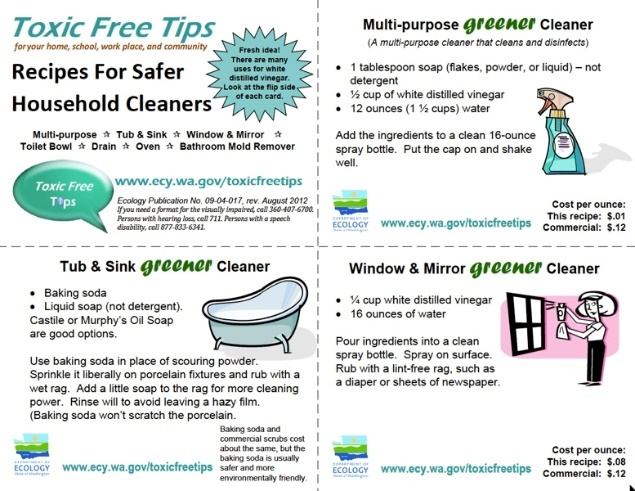 Toxic Free Tips
for your home, school, work place, and community
Recipes For Safer
Household Cleaners
Fresh idea!
There are many
uses for white
distilled vinegar.
Look at the flip side
of each card.
Multi-purpose ☆ Tub & Sink ☆ Window & Mirror ☆
Toilet Bowl ☆ Drain ☆ Oven ☆ Bathroom Mold Remover
Toxic Free
Tips
www.ecy.wa.gov/toxicfreetips
Ecology Publication No. 09-04-017, rev. August 2012
If you need a format for the visually impaired, call 360-407-6700.
Persons with hearing loss, call 711. Persons with a speech
disability, call 877-833-6341.
Multi-purpose greener Cleaner
(A multi-purpose cleaner that cleans and disinfects)
• 1 tablespoon soap (flakes, powder, or liquid) – not
detergent
• ½ cup of white distilled vinegar
• 12 ounces (1 ½ cups) water
Add the ingredients to a clean 16-ounce
spray bottle. Put the cap on and shake
well.
DEPARTMENT OF
ECOLOGY
State of Washington
www.ecy.wa.gov/toxicfreetips
Cost per ounce:
This recipe: $.01
Commercial: $.12
Tub & Sink greener Cleaner
• Baking soda
• Liquid soap (not detergent).
Castile or Murphy's Oil Soap
are good options.
Use baking soda in place of scouring powder.
Sprinkle it liberally on porcelain fixtures and rub with a
wet rag. Add a little soap to the rag for more cleaning
power. Rinse will to avoid leaving a hazy film.
(Baking soda won't scratch the porcelain.
DEPARTMENT OF
ECOLOGY
State of Washington
www.ecy.wa.gov/toxicfreetips
Baking soda and
commercial scrubs cost
about the same, but the
baking soda is usually
safer and more
environmentally friendly.
Window & Mirror greener Cleaner
• ¼ cup white distilled vinegar
• 16 ounces of water
Pour ingredients into a clean
spray bottle. Spray on surface.
Rub with a lint-free rag, such as
a diaper or sheets of newspaper.
DEPARTMENT OF
ECOLOGY
State of Washington
www.ecy.wa.gov/toxicfreetips
Cost per ounce:
This recipe: $.08
Commercial: $.12